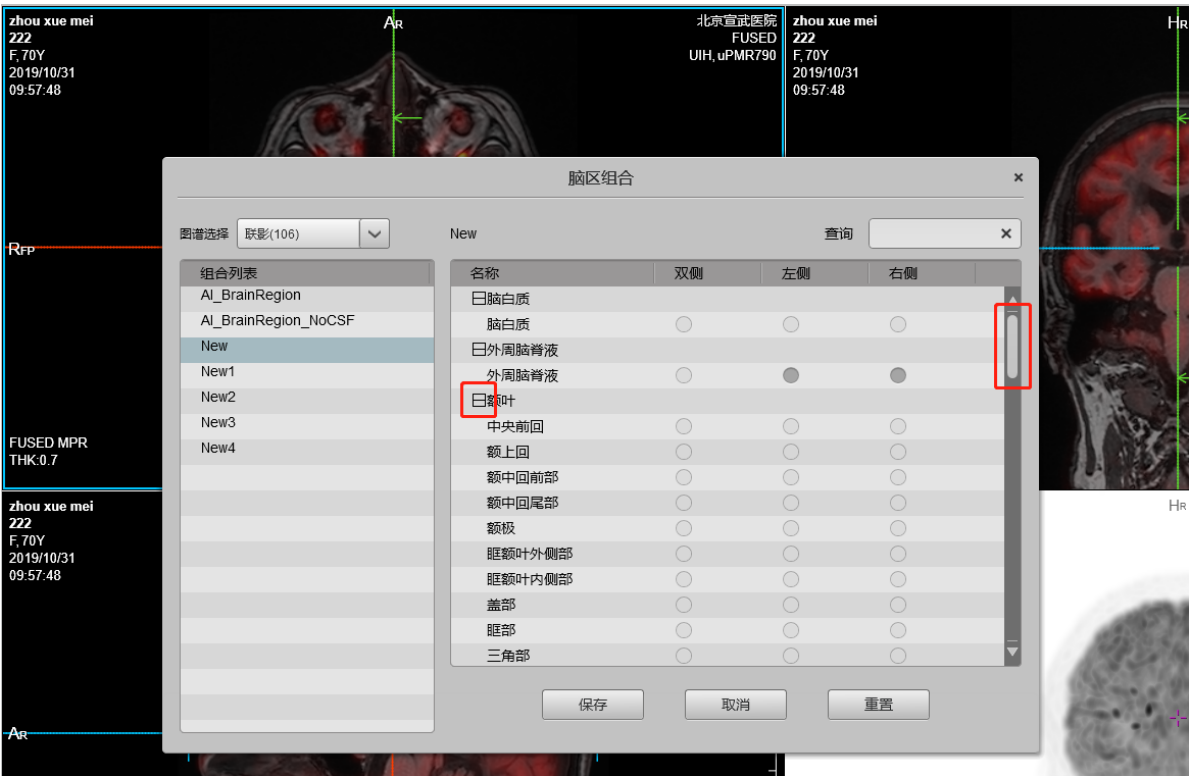 zhou xue mei
222
F, 70Y
2019/10/31
09:57:48
AR
北京宣武医院
FUSED
UIH, uPMR790
RFP
FUSED MPR
THK:0.7
zhou xue mei
222
F, 70Y
2019/10/31
09:57:48
HR
脑区组合
图谱选择
联影(106)
New
查询
组合列表
AI_BrainRegion
AI_BrainRegion_NoCSF
New
New1
New2
New3
New4
名称 双侧 左侧 右侧
脑白质
脑白质
外周脑脊液
外周脑脊液
额叶
中央前回
额上回
额中回前部
额中回尾部
额极
眶额叶外侧部
眶额叶内侧部
盖部
眶部
三角部
保存
取消
重置
zhou xue mei
222
F, 70Y
2019/10/31
09:57:48
AR
HR